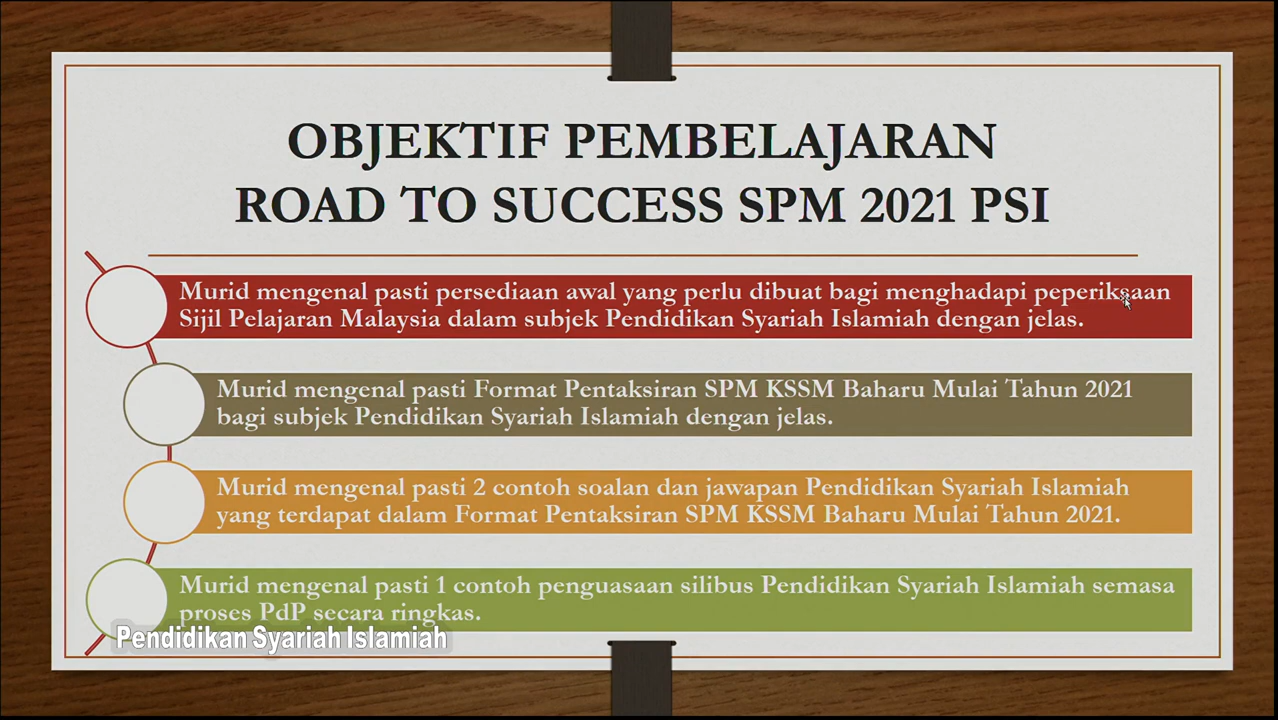 OBJEKTIF PEMBELAJARAN
ROAD TO SUCCESS SPM 2021 PSI
Murid mengenal pasti persediaan awal yang perlu dibuat bagi menghadapi peperiksaan
Sijil Pelajaran Malaysia dalam subjek Pendidikan Syariah Islamiah dengan jelas.
Murid mengenal pasti Format Pentaksiran SPM KSSM Baharu Mulai Tahun 2021
bagi subjek Pendidikan Syariah Islamiah dengan jelas.
Murid mengenal pasti 2 contoh soalan dan jawapan Pendidikan Syariah Islamiah
yang terdapat dalam Format Pentaksiran SPM KSSM Baharu Mulai Tahun 2021.
Murid mengenal pasti 1 contoh penguasaan silibus Pendidikan Syariah Islamiah semasa
proses PdP secara ringkas.
Pendidikan Syariah Islamiah